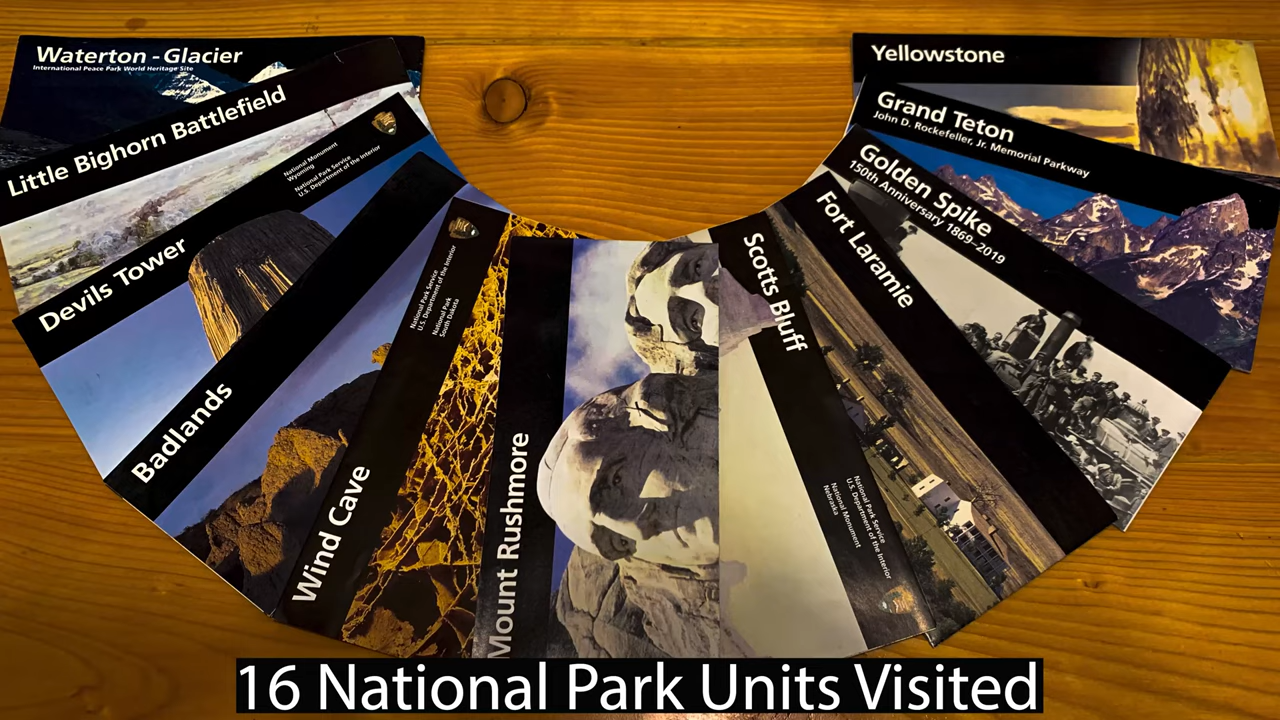 Waterton - Glacier
International Peace Park World Heritage Site
Little Bighorn Battlefield
National Monument
Wyoming
National Park Service
U.S. Department of the Interior
Devils Tower
Badlands
National Park Service
U.S. Department of the Interior
National Park
South Dakota
Wind Cave
Mount Rushmore
Scotts Bluff
National Park Service
U.S. Department of the Interior
National Monument
Nebraska
Fort Laramie
Golden Spike
150th Anniversary 1869–2019
Grand Teton
John D. Rockefeller, Jr. Memorial Parkway
Yellowstone
16 National Park Units Visited